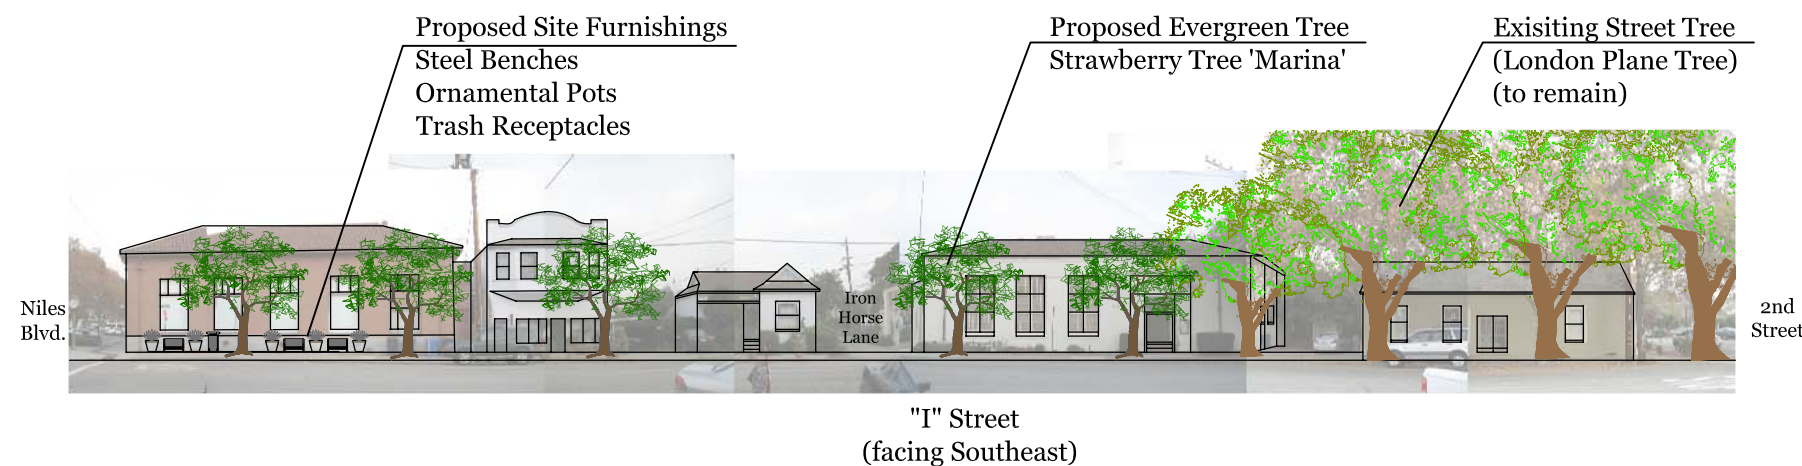 Proposed Site Furnishings
Steel Benches
Ornamental Pots
Trash Receptacles
Proposed Evergreen Tree
Strawberry Tree 'Marina'
Exisiting Street Tree
(London Plane Tree)
(to remain)
Niles
Blvd.
Iron
Horse
Lane
2nd
Street
"I" Street
(facing Southeast)